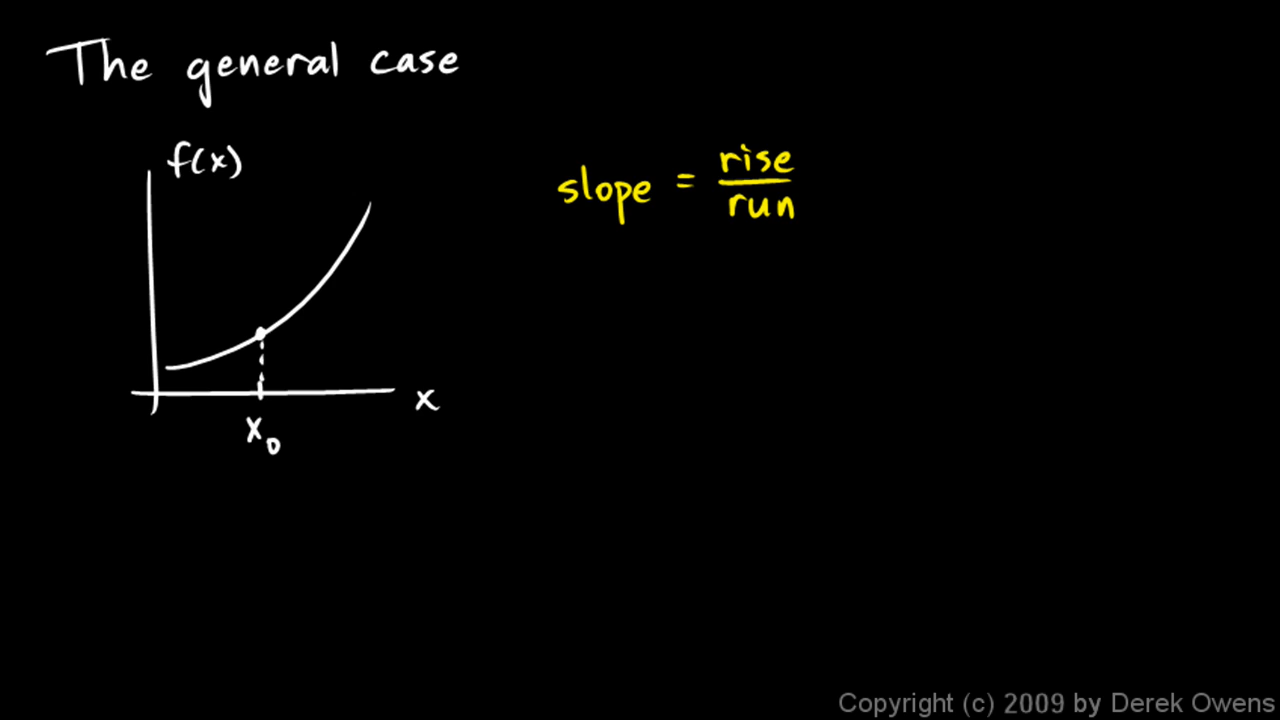 The general case
f(x)
slope = rise/run
x
x₀
Copyright (c) 2009 by Derek Owens